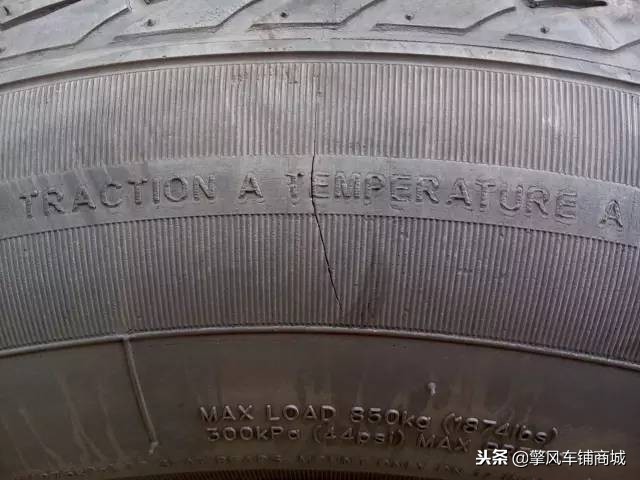 TRACTION A TEMPERATURE A
MAX LOAD 850kg (1874lbs)
300kPa (44psi) MAX
头条 @擎风车铺商城